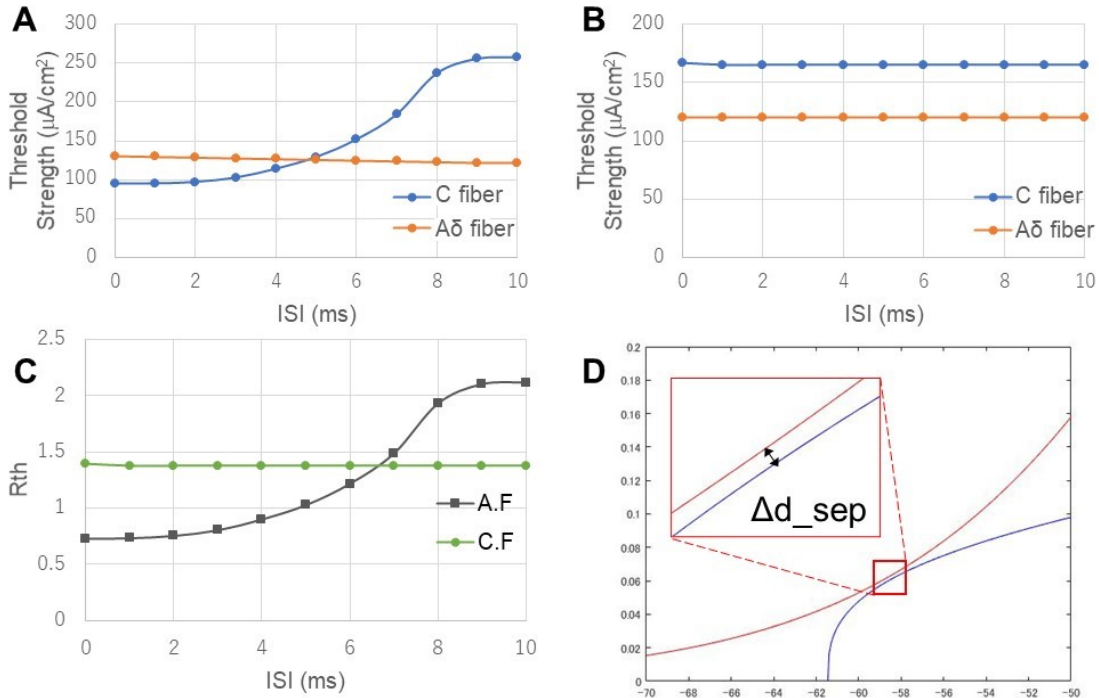 A
300
250
200
150
100
50
0
Threshold
Strength (μA/cm²)
C fiber
Aδ fiber
0 2 4 6 8 10
ISI (ms)
B
200
150
100
50
0
Threshold
Strength (μA/cm²)
C fiber
Aδ fiber
0 2 4 6 8 10
ISI (ms)
C
2.5
2
1.5
1
0.5
0
Rth
A.F
C.F
0 2 4 6 8 10
ISI (ms)
D
0.2
0.18
0.16
0.14
0.12
0.1
0.08
0.06
0.04
0.02
0
Δd_sep
-70 -68 -66 -64 -62 -60 -58 -56 -54 -52 -50